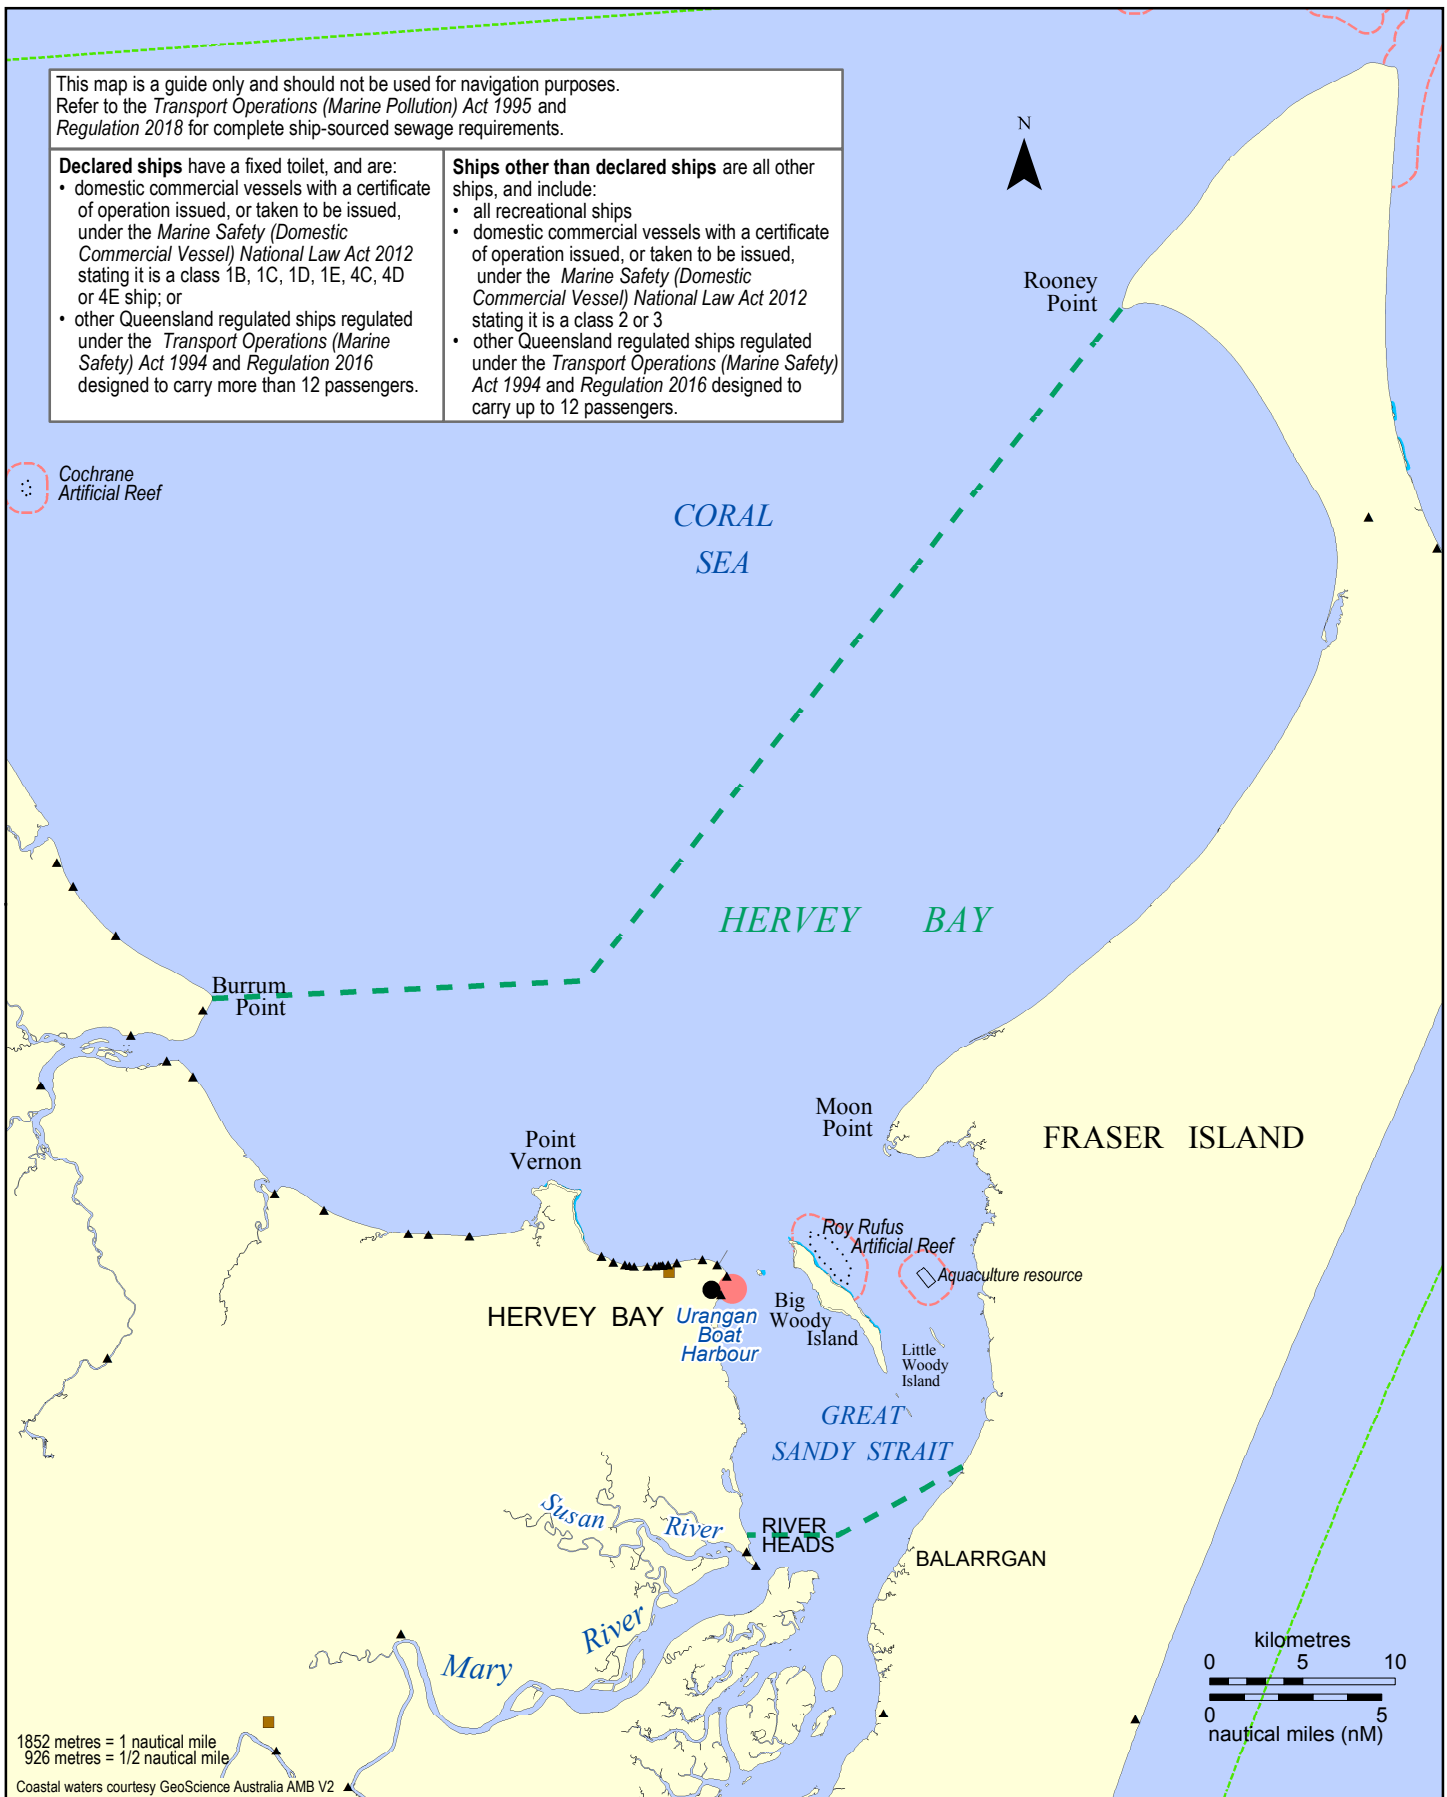 This map is a guide only and should not be used for navigation purposes.
Refer to the Transport Operations (Marine Pollution) Act 1995 and
Regulation 2018 for complete ship-sourced sewage requirements.
Declared ships have a fixed toilet, and are:
• domestic commercial vessels with a certificate
of operation issued, or taken to be issued,
under the Marine Safety (Domestic
Commercial Vessel) National Law Act 2012
stating it is a class 1B, 1C, 1D, 1E, 4C, 4D
or 4E ship; or
• other Queensland regulated ships regulated
under the Transport Operations (Marine
Safety) Act 1994 and Regulation 2016
designed to carry more than 12 passengers.
Ships other than declared ships are all other
ships, and include:
• all recreational ships
• domestic commercial vessels with a certificate
of operation issued, or taken to be issued,
under the Marine Safety (Domestic
Commercial Vessel) National Law Act 2012
stating it is a class 2 or 3
• other Queensland regulated ships regulated
under the Transport Operations (Marine Safety)
Act 1994 and Regulation 2016 designed to
carry up to 12 passengers.
N
Rooney
Point
Cochrane
Artificial Reef
CORAL
SEA
HERVEY BAY
Burrum
Point
Moon
Point
FRASER ISLAND
Point
Vernon
Roy Rufus
Artificial Reef
Aquaculture resource
HERVEY BAY
Urangan
Boat
Harbour
Big
Woody
Island
Little
Woody
Island
GREAT
SANDY STRAIT
Susan River
RIVER
HEADS
BALARRGAN
Mary River
kilometres
0 5 10
0 5
nautical miles (nM)
1852 metres = 1 nautical mile
926 metres = 1/2 nautical mile
Coastal waters courtesy GeoScience Australia AMB V2